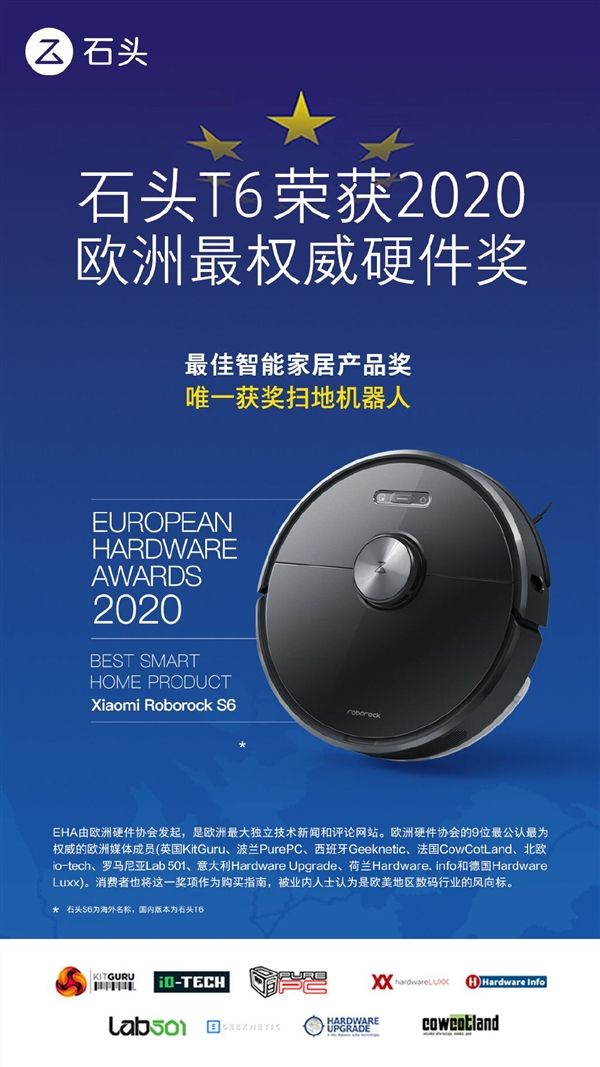 石头
石头T6荣获2020
欧洲最权威硬件奖
最佳智能家居产品奖
唯一获奖扫地机器人
EUROPEAN
HARDWARE
AWARDS
2020
BEST SMART
HOME PRODUCT
Xiaomi Roborock S6
*
roborock
EHA由欧洲硬件协会发起，是欧洲最大独立技术新闻和评论网站。欧洲硬件协会的9位最公认最为
权威的欧洲媒体成员(英国KitGuru、波兰PurePC、西班牙Geeknetic、法国CowCotLand、北欧
io-tech、罗马尼亚Lab 501、意大利Hardware Upgrade、荷兰Hardware. info和德国Hardware
Luxx)。消费者也将这一奖项作为购买指南，被业内人士认为是欧美地区数码行业的风向标。
* 石头S6为海外名称，国内版本为石头T6
KITGURU
iO-TECH
PURE PC
hardwareLUXX
Hardware Info
Lab501
GEEKNETIC
HARDWARE UPGRADE
cowcotland